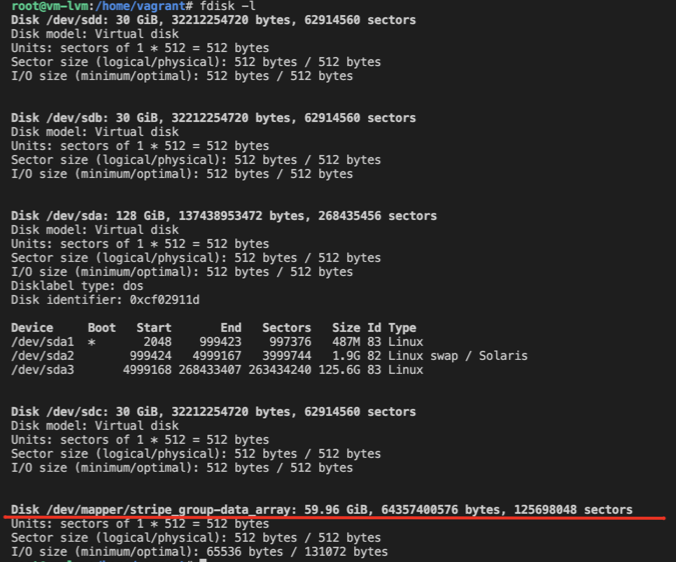 root@vm-lvm:/home/vagrant# fdisk -l
Disk /dev/sdd: 30 GiB, 32212254720 bytes, 62914560 sectors
Disk model: Virtual disk
Units: sectors of 1 * 512 = 512 bytes
Sector size (logical/physical): 512 bytes / 512 bytes
I/O size (minimum/optimal): 512 bytes / 512 bytes
Disk /dev/sdb: 30 GiB, 32212254720 bytes, 62914560 sectors
Disk model: Virtual disk
Units: sectors of 1 * 512 = 512 bytes
Sector size (logical/physical): 512 bytes / 512 bytes
I/O size (minimum/optimal): 512 bytes / 512 bytes
Disk /dev/sda: 128 GiB, 137438953472 bytes, 268435456 sectors
Disk model: Virtual disk
Units: sectors of 1 * 512 = 512 bytes
Sector size (logical/physical): 512 bytes / 512 bytes
I/O size (minimum/optimal): 512 bytes / 512 bytes
Disklabel type: dos
Disk identifier: 0xcf02911d
Device     Boot   Start       End   Sectors   Size Id Type
/dev/sda1  *       2048    999423    997376   487M 83 Linux
/dev/sda2        999424   4999167   3999744   1.9G 82 Linux swap / Solaris
/dev/sda3       4999168 268433407 263434240 125.6G 83 Linux
Disk /dev/sdc: 30 GiB, 32212254720 bytes, 62914560 sectors
Disk model: Virtual disk
Units: sectors of 1 * 512 = 512 bytes
Sector size (logical/physical): 512 bytes / 512 bytes
I/O size (minimum/optimal): 512 bytes / 512 bytes
Disk /dev/mapper/stripe_group-data_array: 59.96 GiB, 64357400576 bytes, 125698048 sectors
Units: sectors of 1 * 512 = 512 bytes
Sector size (logical/physical): 512 bytes / 512 bytes
I/O size (minimum/optimal): 65536 bytes / 131072 bytes